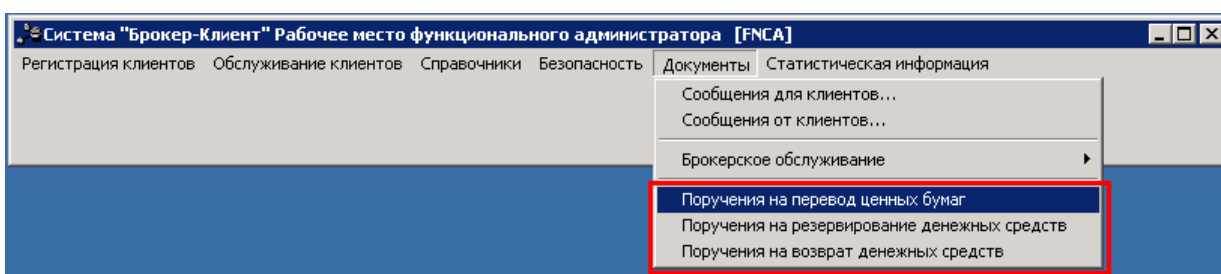 Система "Брокер-Клиент" Рабочее место функционального администратора [FNCA]
Регистрация клиентов Обслуживание клиентов Справочники Безопасность Документы Статистическая информация
Сообщения для клиентов...
Сообщения от клиентов...
Брокерское обслуживание
Поручения на перевод ценных бумаг
Поручения на резервирование денежных средств
Поручения на возврат денежных средств